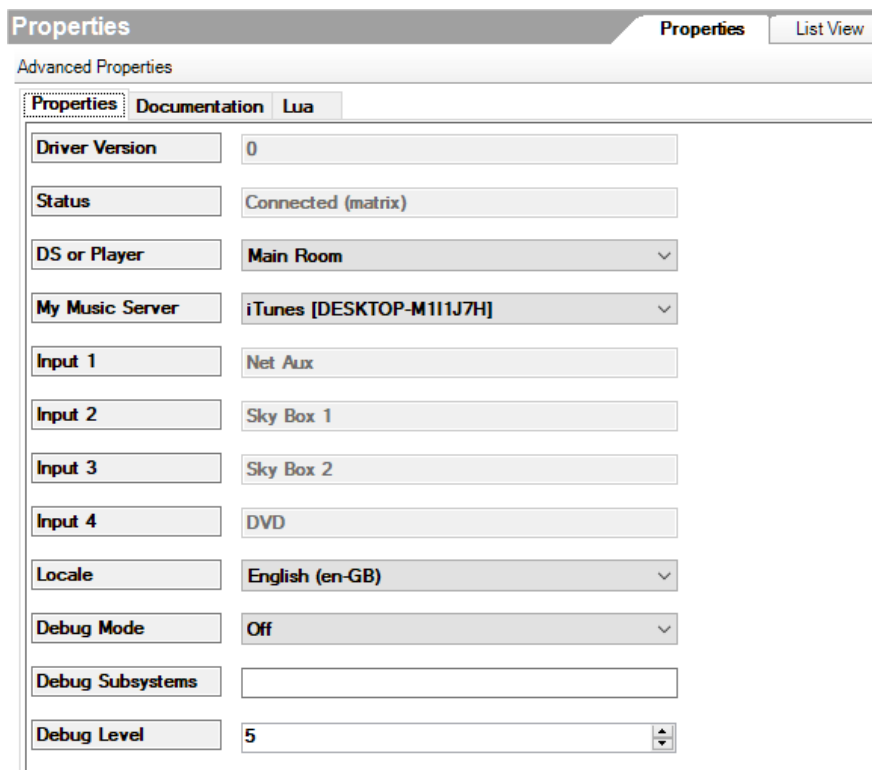 Properties Properties List View
Advanced Properties
Properties Documentation Lua
Driver Version 0
Status Connected (matrix)
DS or Player Main Room
My Music Server iTunes [DESKTOP-M1I1J7H]
Input 1 Net Aux
Input 2 Sky Box 1
Input 3 Sky Box 2
Input 4 DVD
Locale English (en-GB)
Debug Mode Off
Debug Subsystems
Debug Level 5